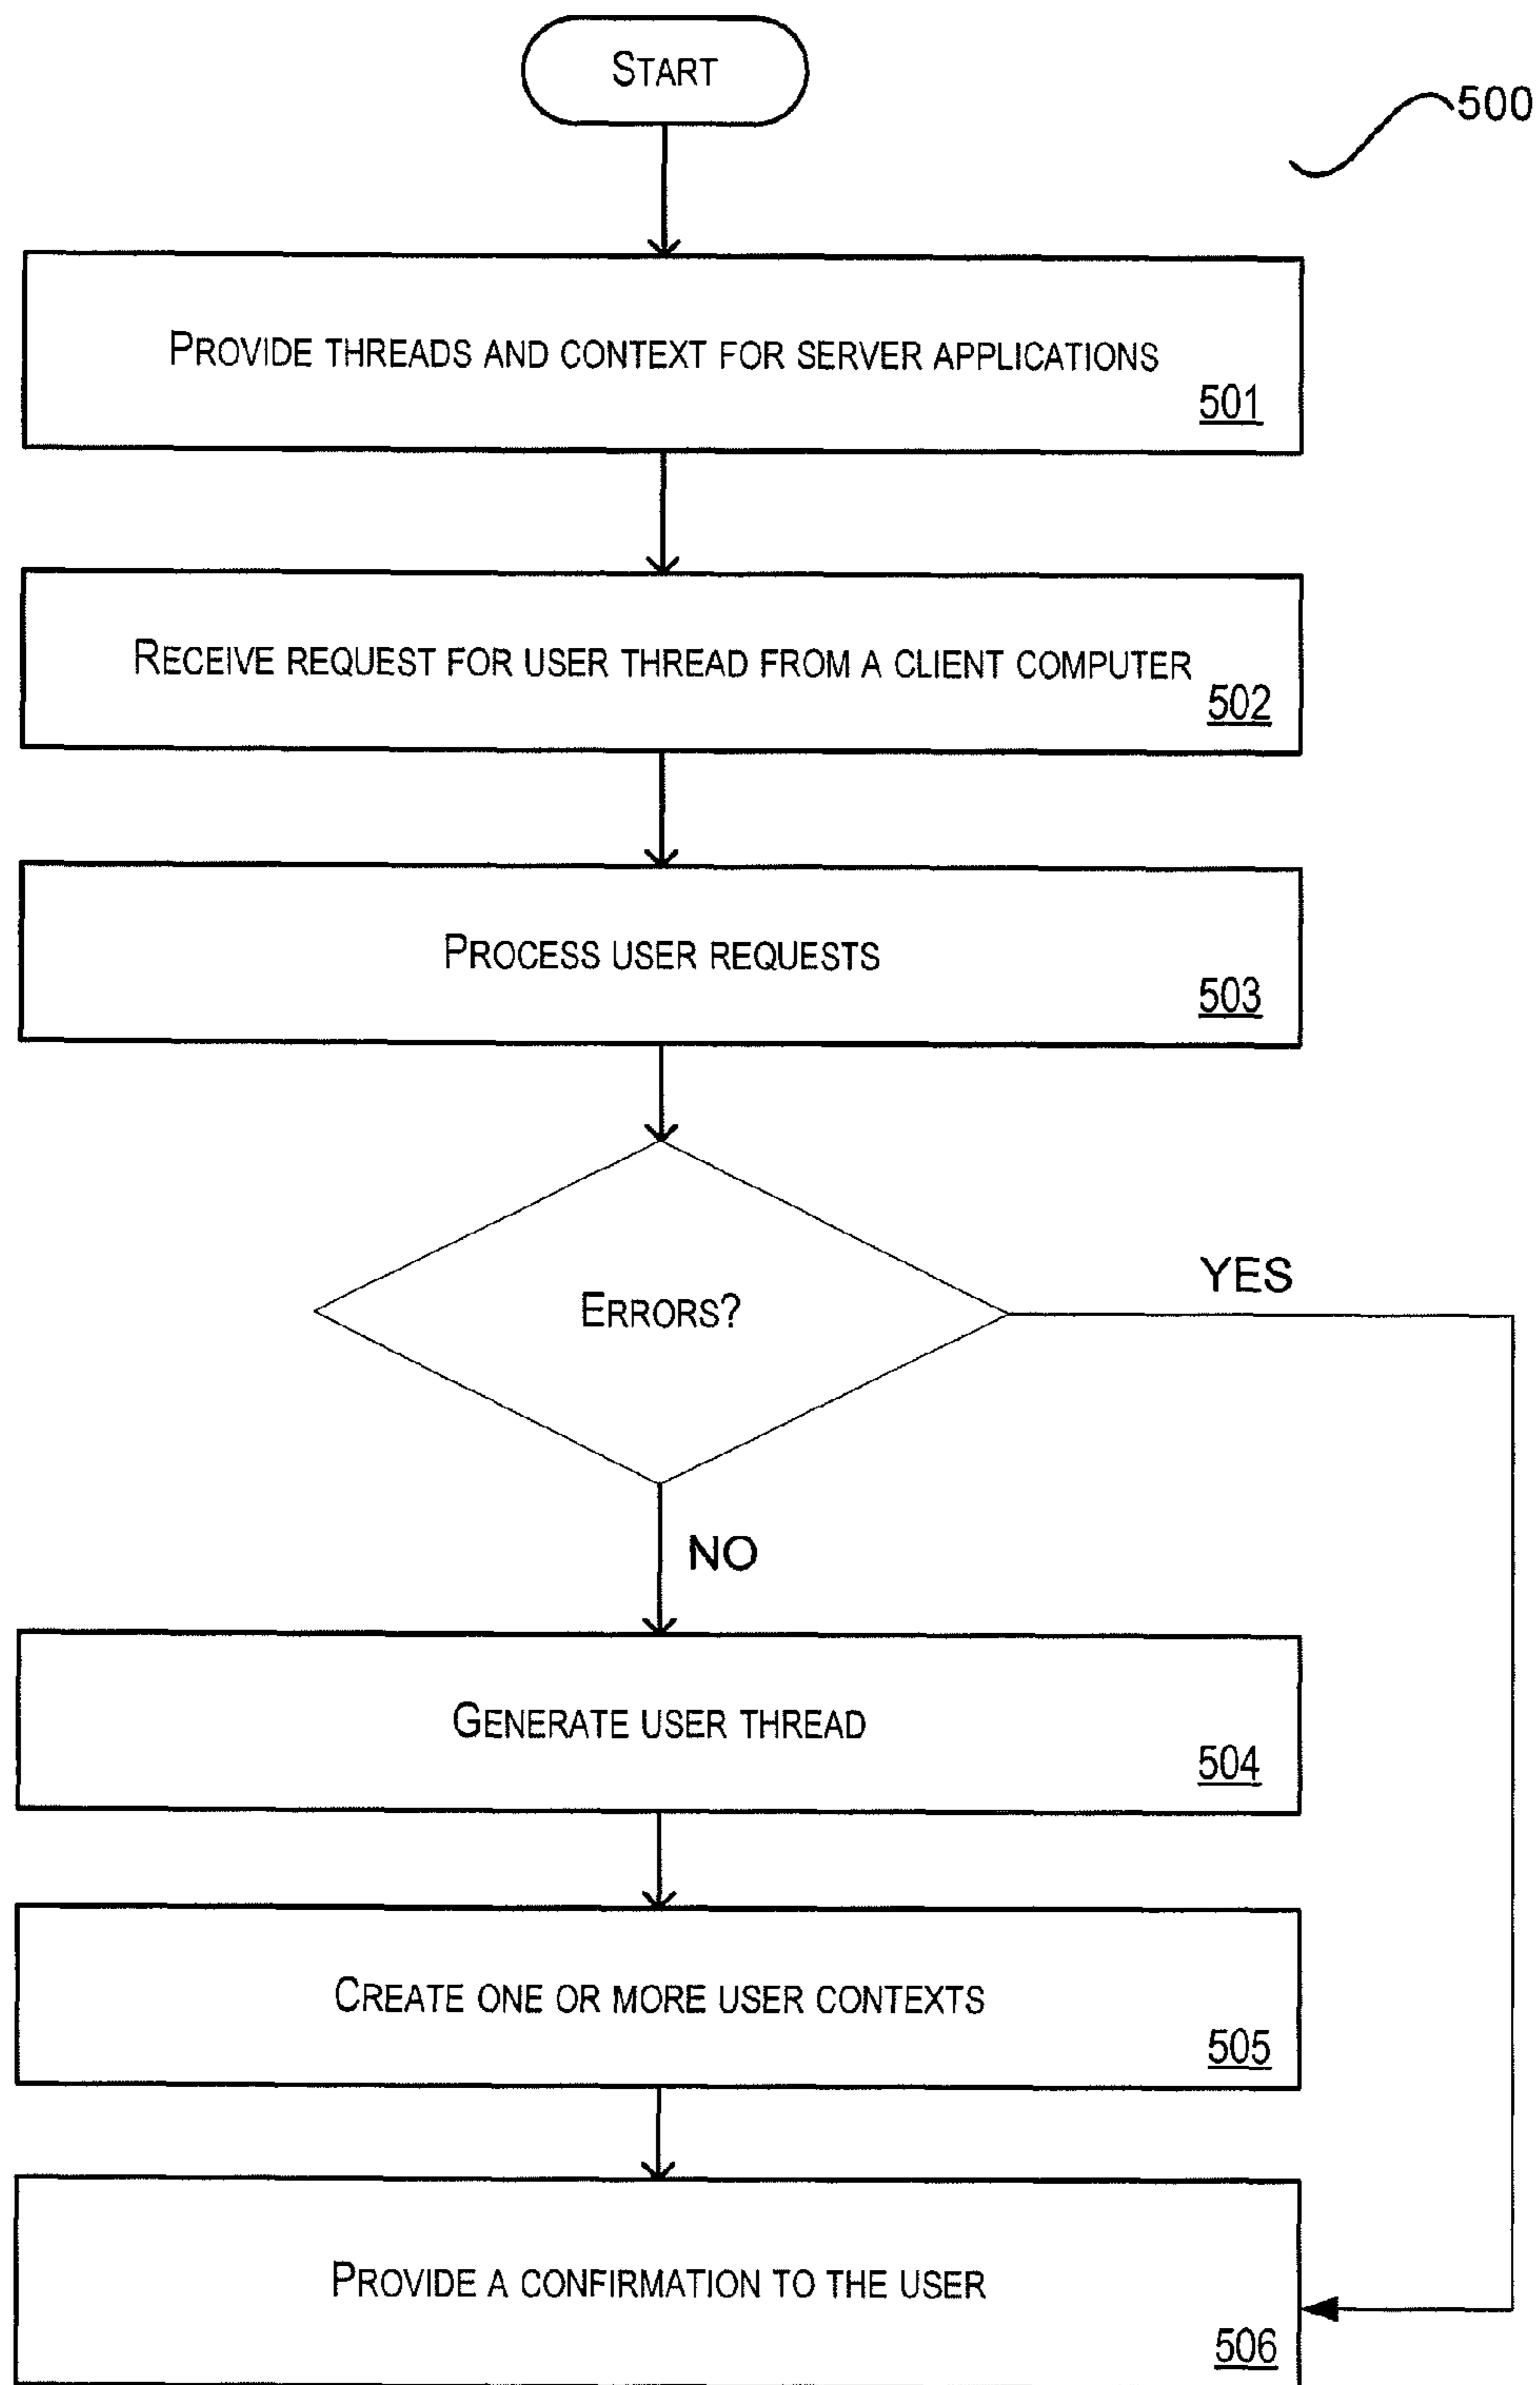 START
500
PROVIDE THREADS AND CONTEXT FOR SERVER APPLICATIONS
501
RECEIVE REQUEST FOR USER THREAD FROM A CLIENT COMPUTER
502
PROCESS USER REQUESTS
503
ERRORS?
YES
NO
GENERATE USER THREAD
504
CREATE ONE OR MORE USER CONTEXTS
505
PROVIDE A CONFIRMATION TO THE USER
506